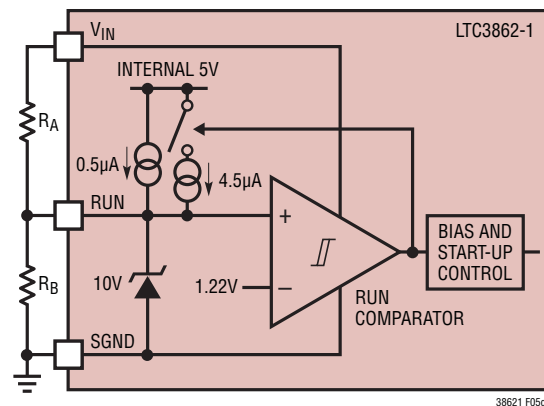 LTC3862-1
VIN
INTERNAL 5V
RA
0.5µA
4.5µA
RUN
+
BIAS AND
START-UP
CONTROL
10V
1.22V
–
RB
RUN
COMPARATOR
SGND
38621 F05c